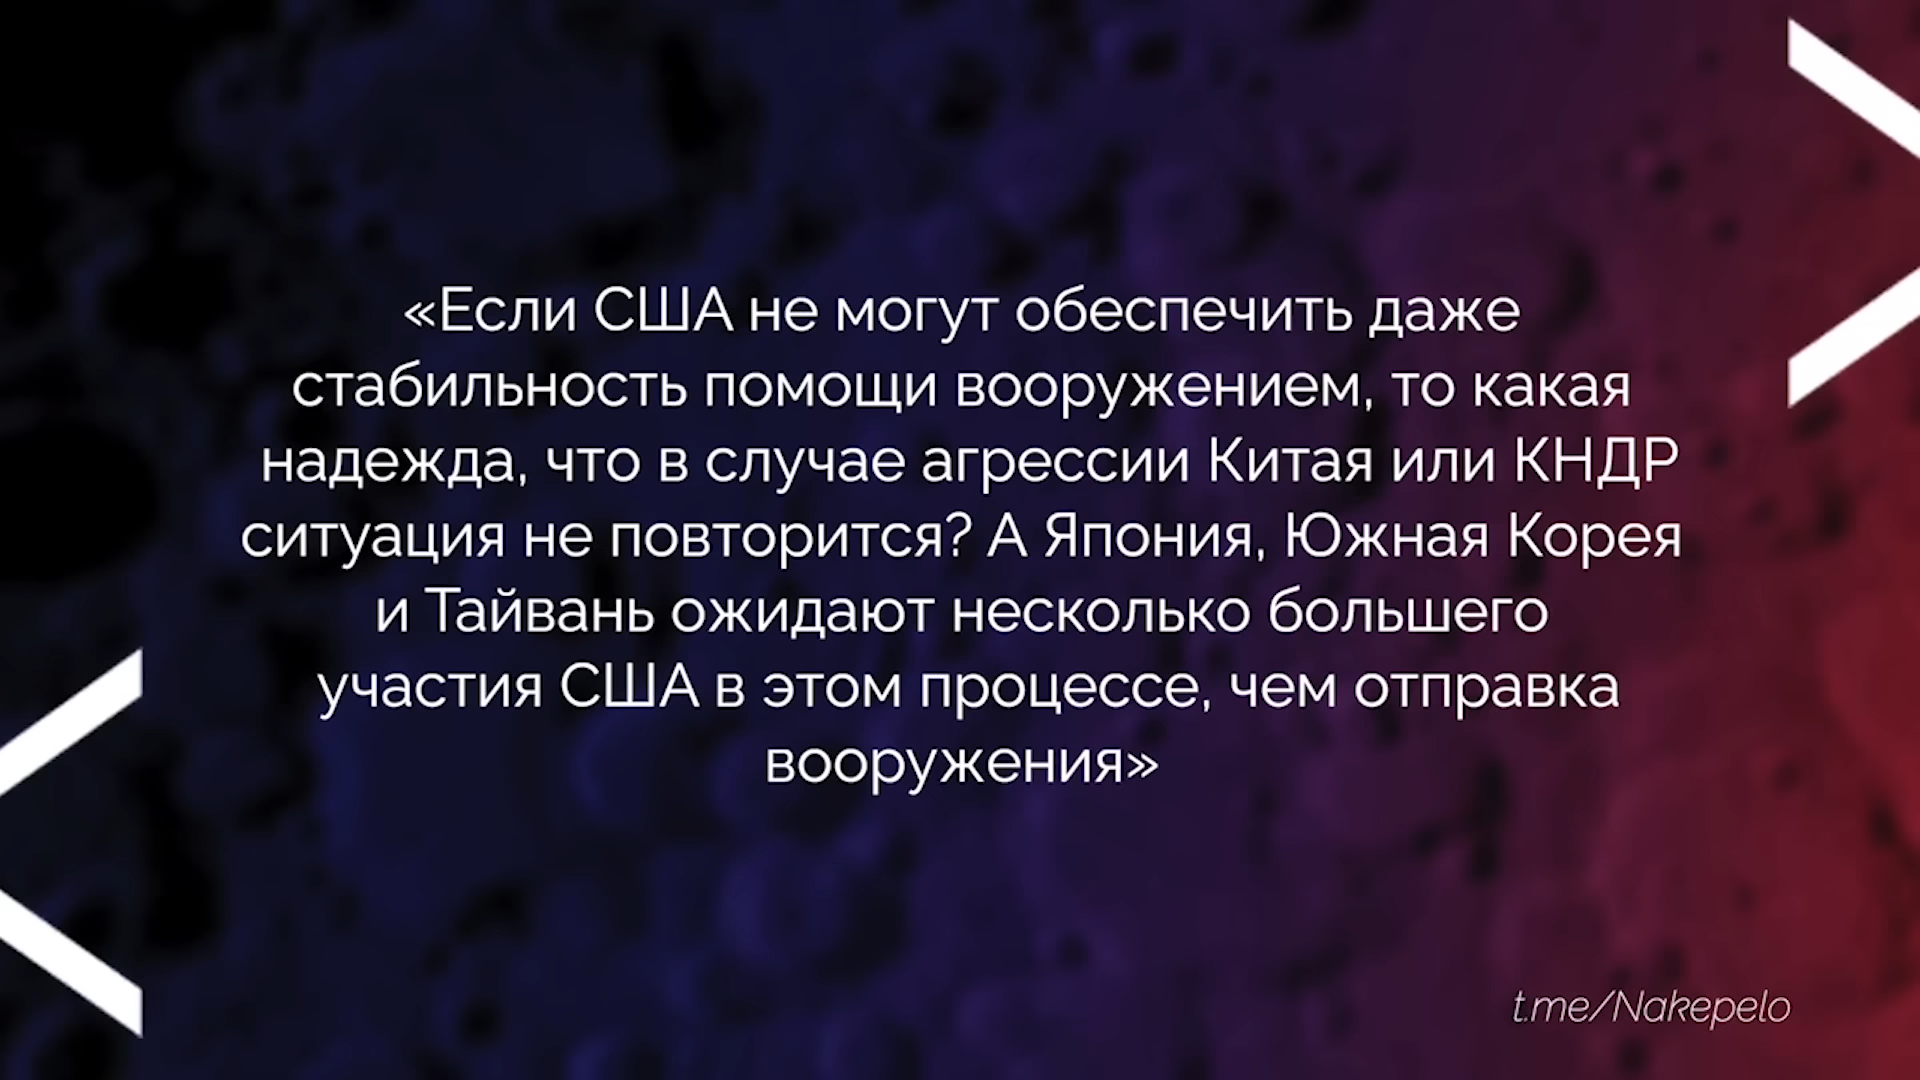 «Если США не могут обеспечить даже
стабильность помощи вооружением, то какая
надежда, что в случае агрессии Китая или КНДР
ситуация не повторится? А Япония, Южная Корея
и Тайвань ожидают несколько большего
участия США в этом процессе, чем отправка
вооружения»
t.me/Nakepelo